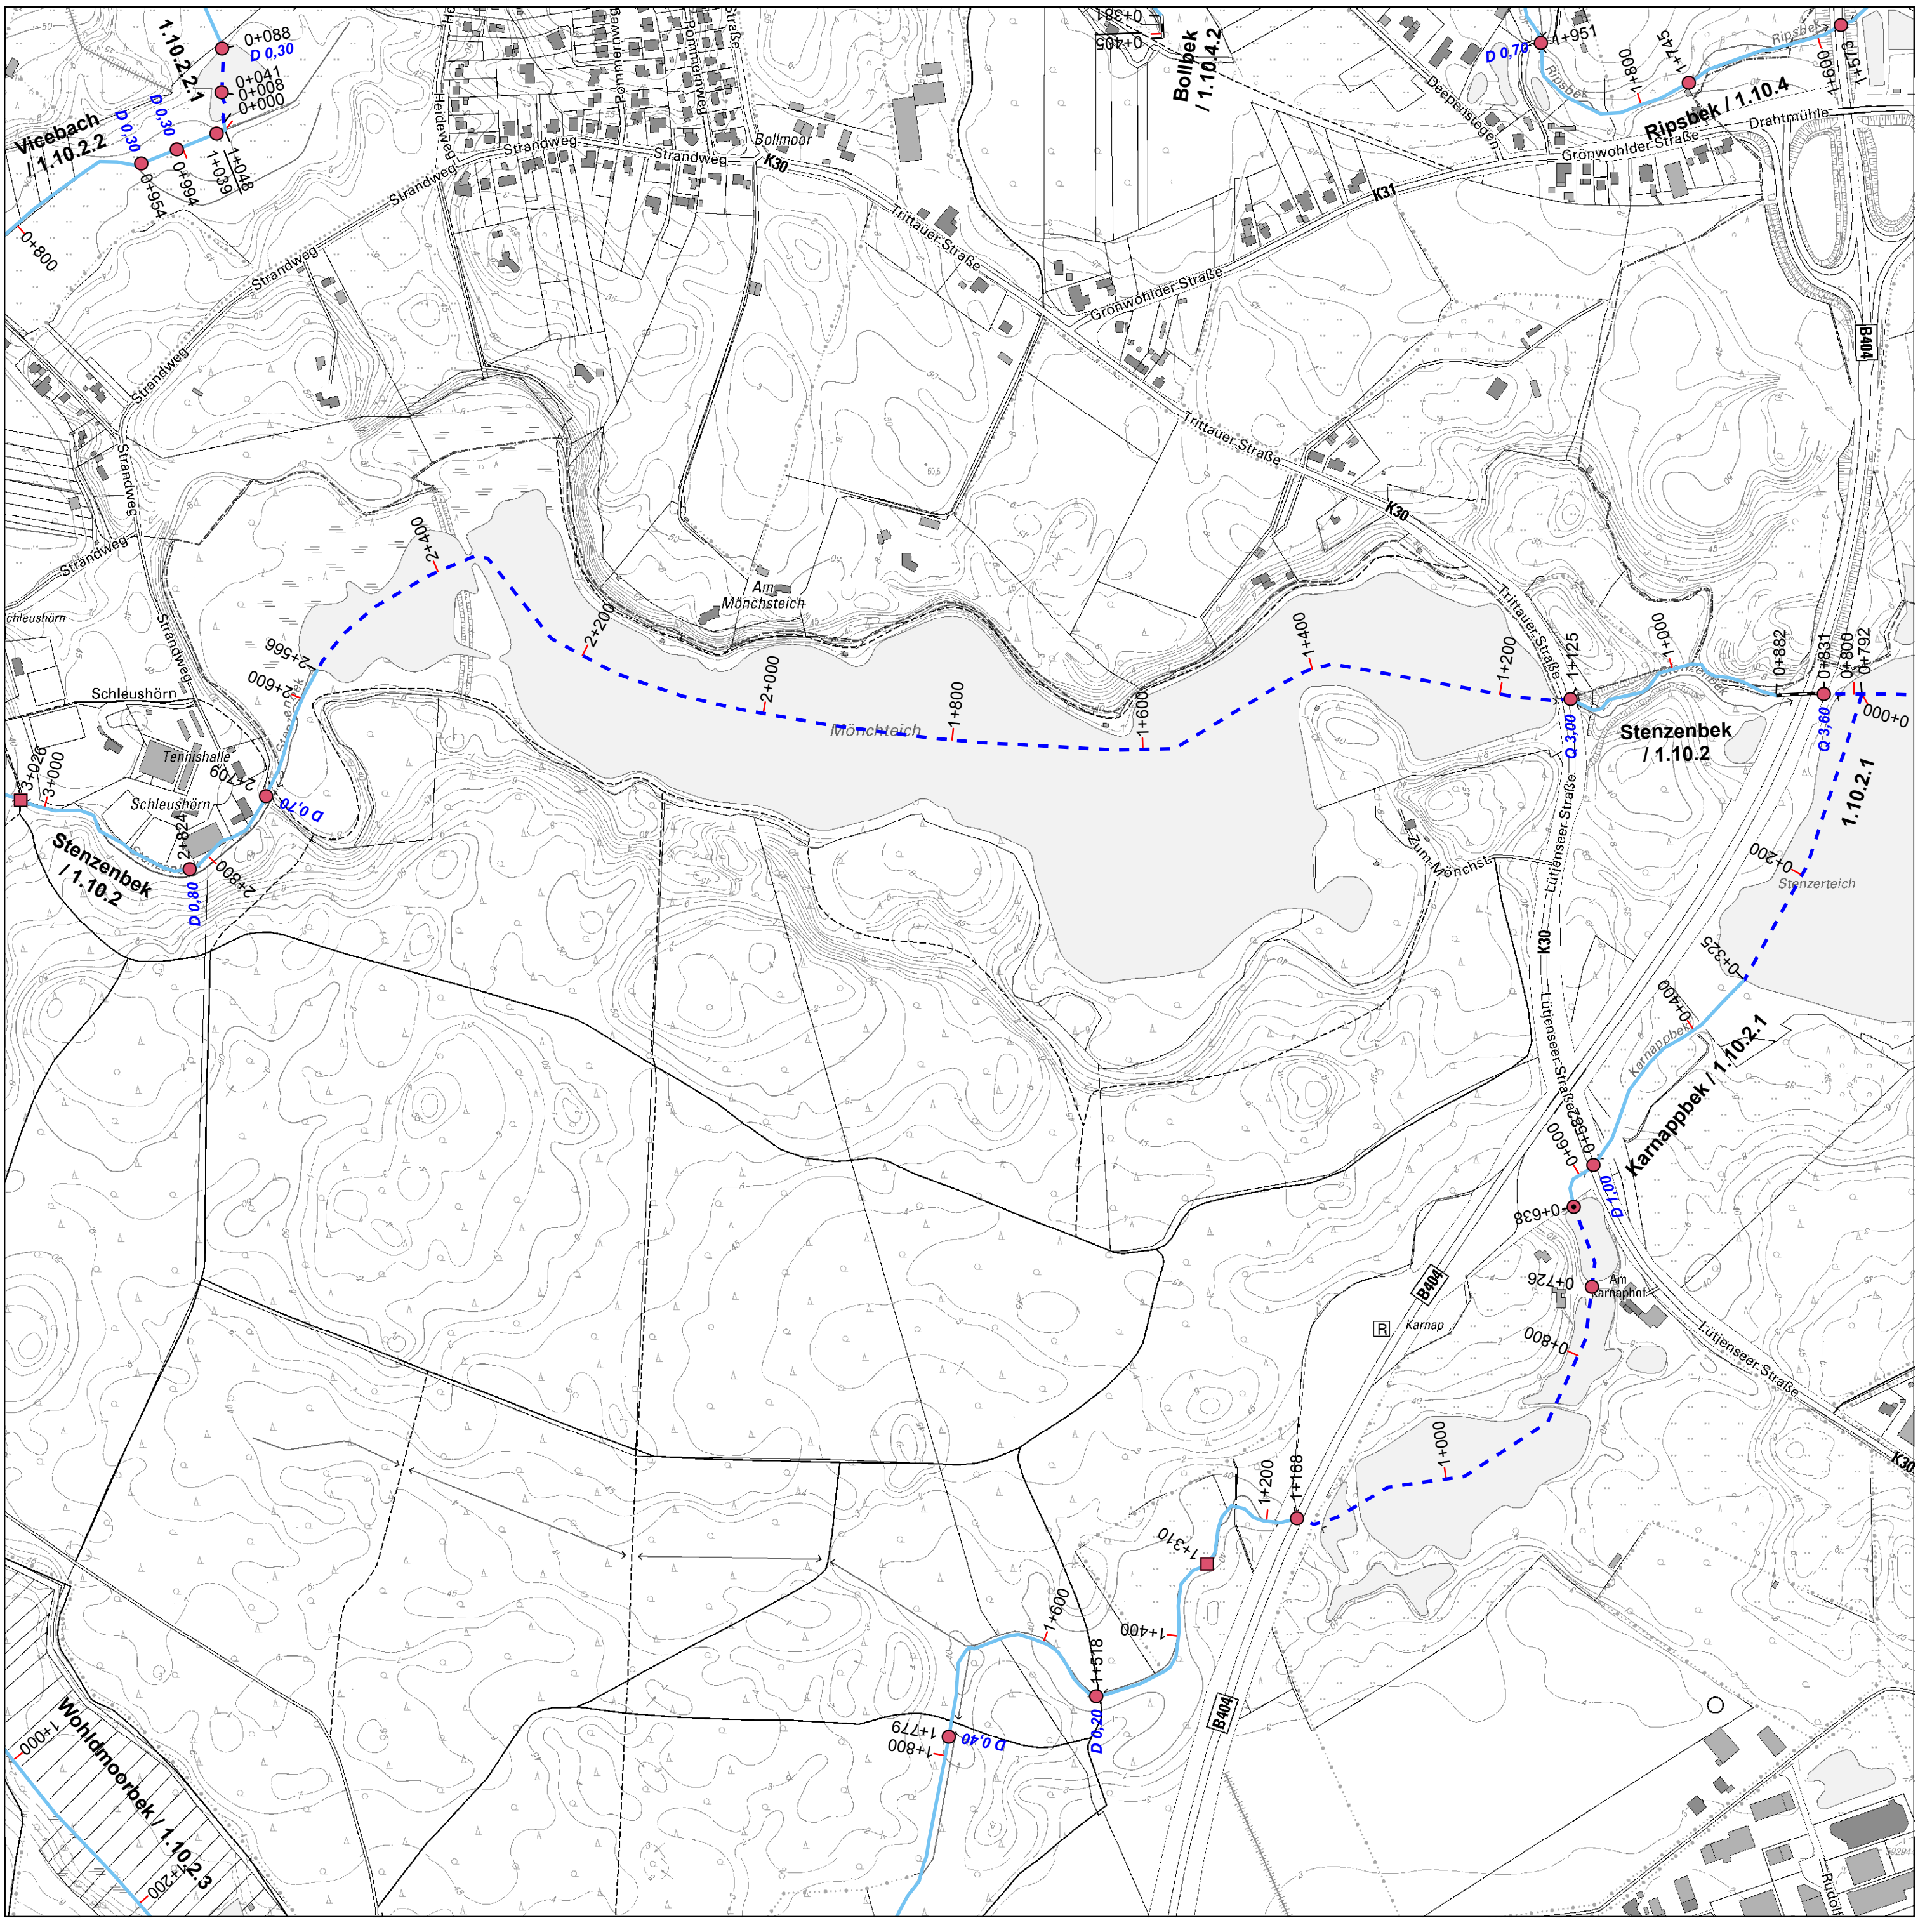 0+088
D 0,30
1.10.2.2.1
0+041
0+008
0+000
Vicebach
/ 1.10.2.2
D 0,30
D 0,30
1+048
1+039
0+994
0+954
0+800
Heideweg
Pommernweg
Pommernweg
Straße
Strandweg
Strandweg
Strandweg
Strandweg
Strandweg
Bollmoor
K30
Trittauer Straße
0+381
0+405
Bollbek
/ 1.10.4.2
Deepenstegen
D 0,70
1+951
Ripsbek
1+800
1+745
Ripsbek
1+600
1+573
Ripsbek / 1.10.4
Drahtmühle
Grönwohlder Straße
K31
Grönwohlder Straße
B404
Trittauer Straße
K30
Strandweg
Strandweg
Strandweg
chleushörn
Schleushörn
2+400
2+566
2+600
Stenzenbek
2+200
Am
Mönchsteich
2+000
Mönchteich
1+800
1+600
1+400
1+200
Trittauer Straße
1+125
Q 3,00
1+000
Stenzenbek
Stenzenbek
/ 1.10.2
0+882
0+831
0+800
0+792
0+000
Q 3,60
1.10.2.1
0+200
Stenzerteich
0+325
0+400
Karnappbek
Karnappbek / 1.10.2.1
3+026
3+000
Tennishalle
2+709
Schleushörn
D 0,70
2+824
2+800
Stenzenbek
/ 1.10.2
D 0,80
Zum-Mönchst.
Lütjenseer Straße
K30
Lütjenseer Straße
0+582
0+600
D 1,00
0+638
0+726
Am
Karnaphof
0+800
Lütjenseer Straße
K30
B404
R
Karnap
1+000
1+168
1+200
1+310
1+400
1+518
D 0,20
1+600
1+779
1+800
D 0,40
B404
Wohldmoorbek / 1.10.2.3
1+000
1+200
Rudolf